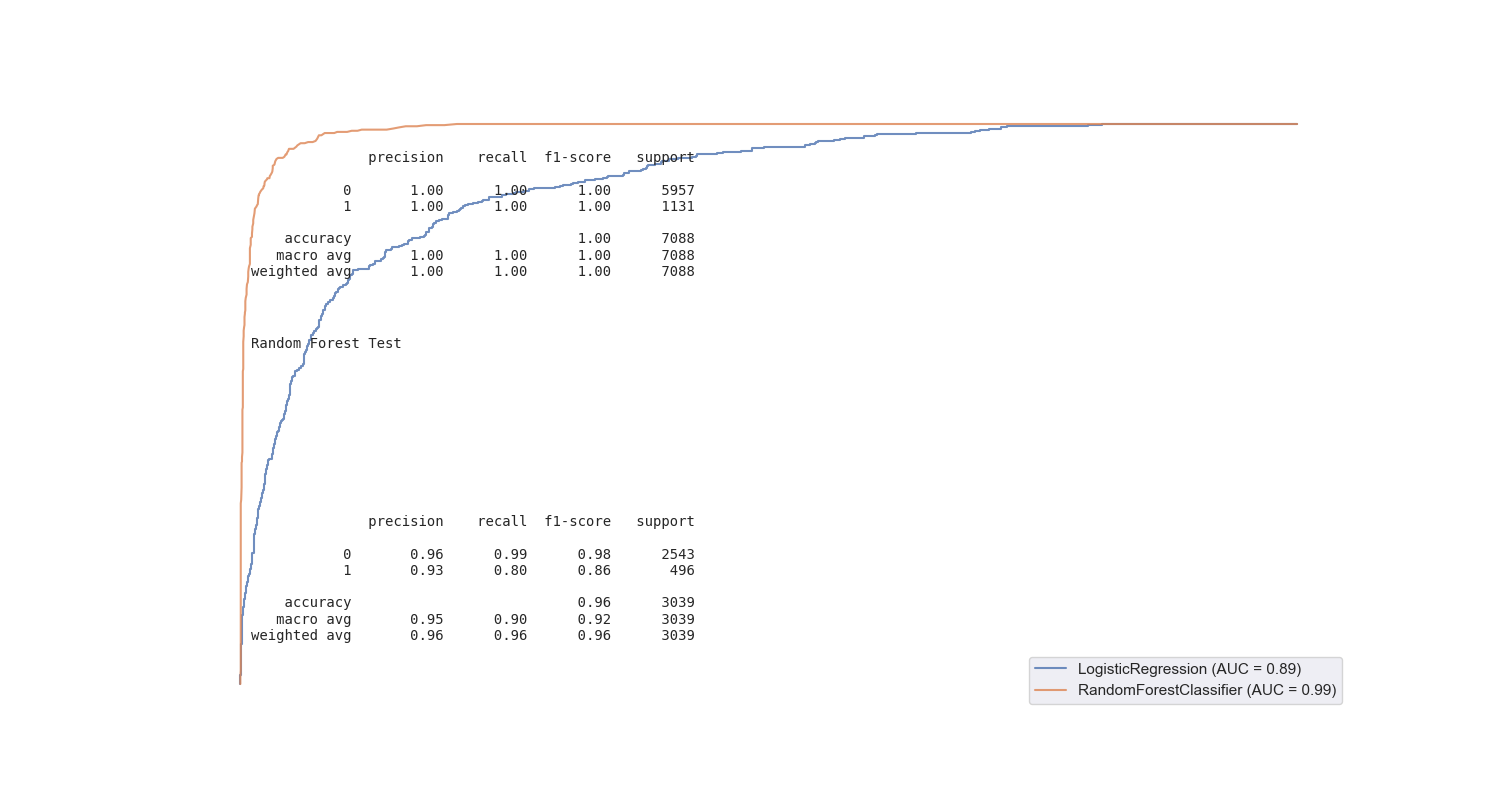 precision recall f1-score support
0 1.00 1.00 1.00 5957
1 1.00 1.00 1.00 1131
accuracy 1.00 7088
macro avg 1.00 1.00 1.00 7088
weighted avg 1.00 1.00 1.00 7088
Random Forest Test
precision recall f1-score support
0 0.96 0.99 0.98 2543
1 0.93 0.80 0.86 496
accuracy 0.96 3039
macro avg 0.95 0.90 0.92 3039
weighted avg 0.96 0.96 0.96 3039
LogisticRegression (AUC = 0.89)
RandomForestClassifier (AUC = 0.99)